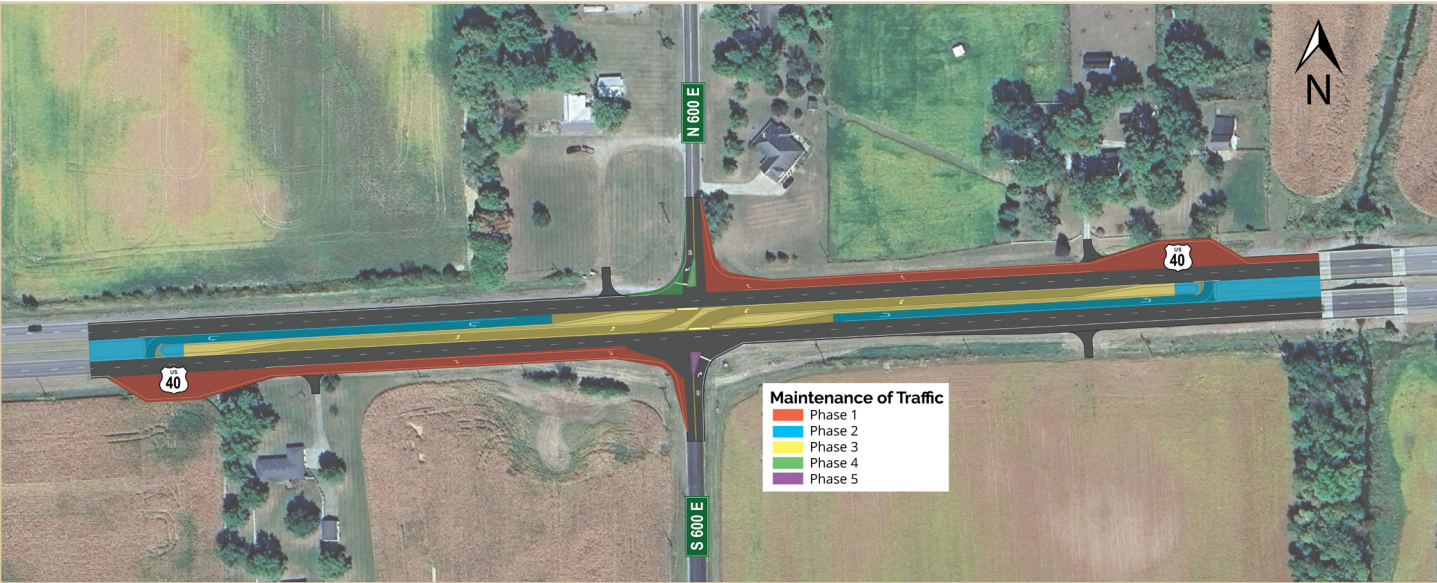 N
N 600 E
US
40
US
40
S 600 E
Maintenance of Traffic
Phase 1
Phase 2
Phase 3
Phase 4
Phase 5